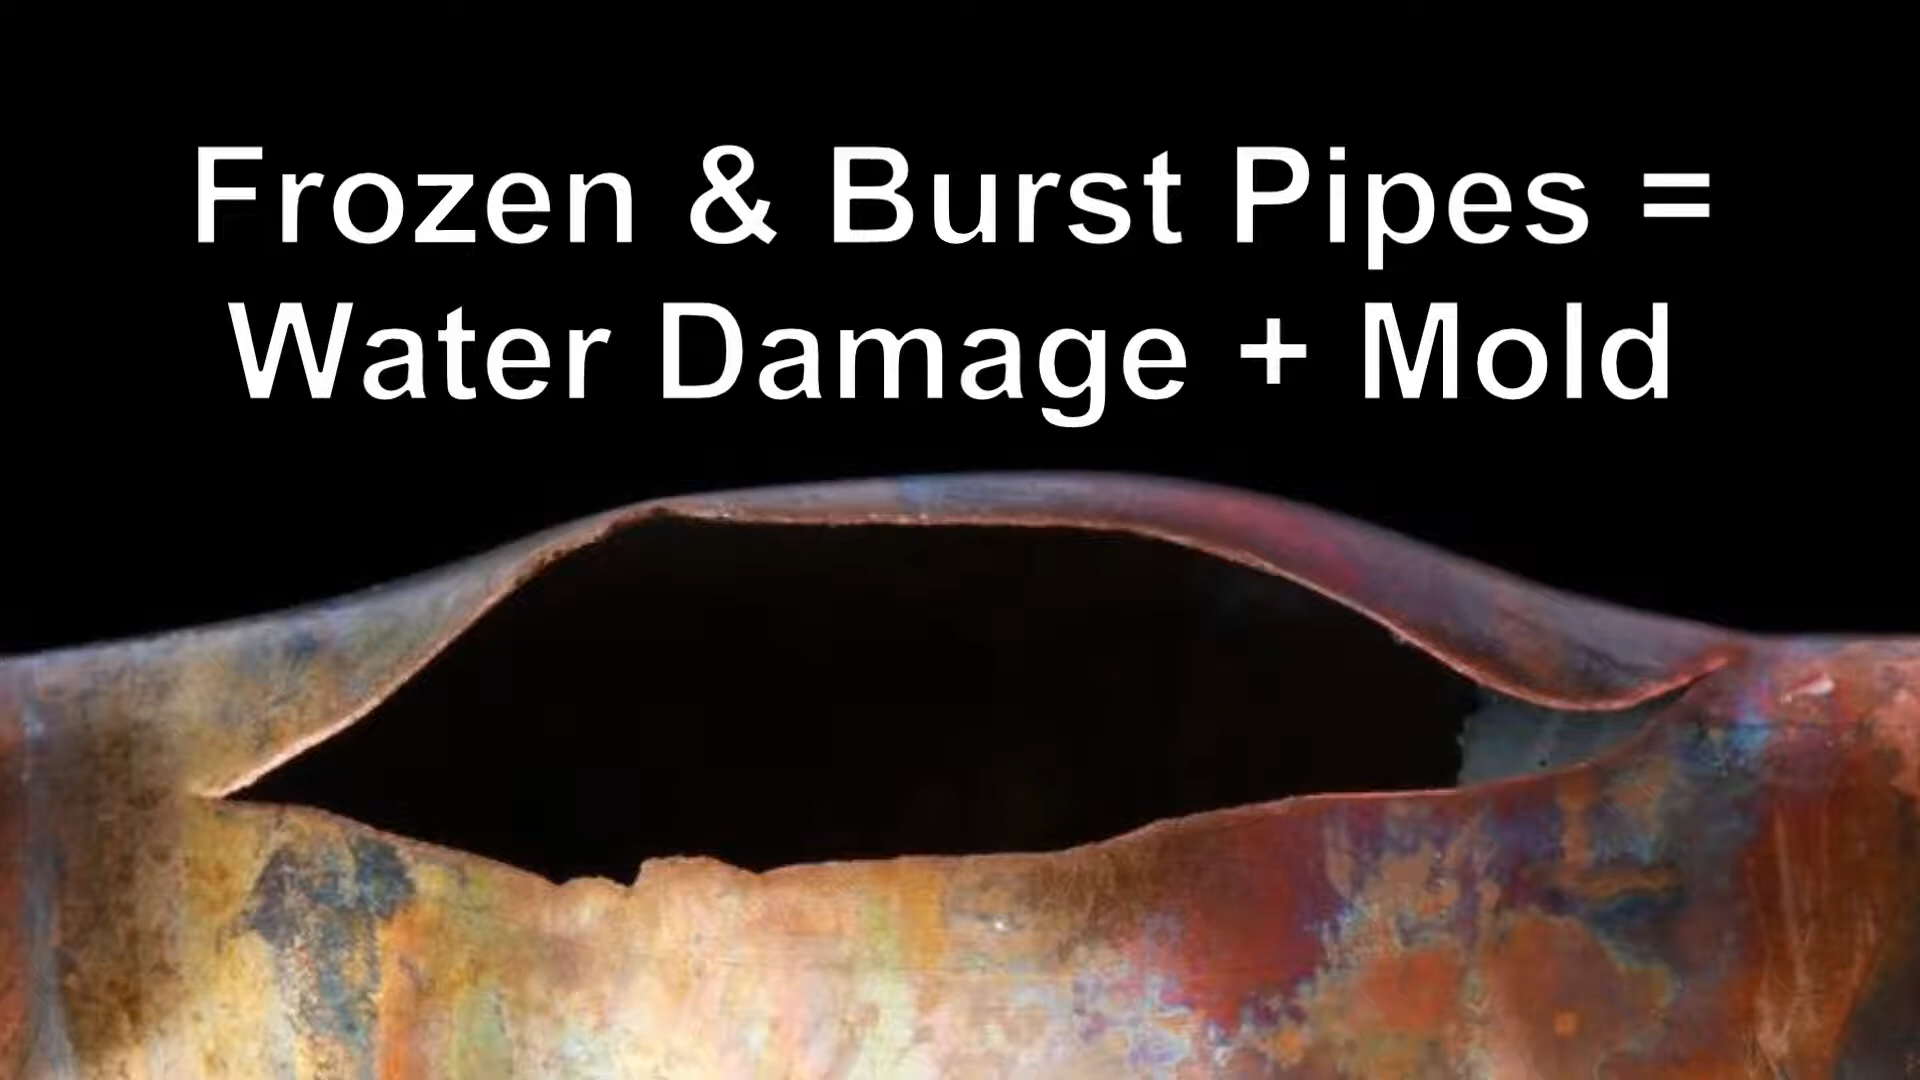 Frozen & Burst Pipes =
Water Damage + Mold